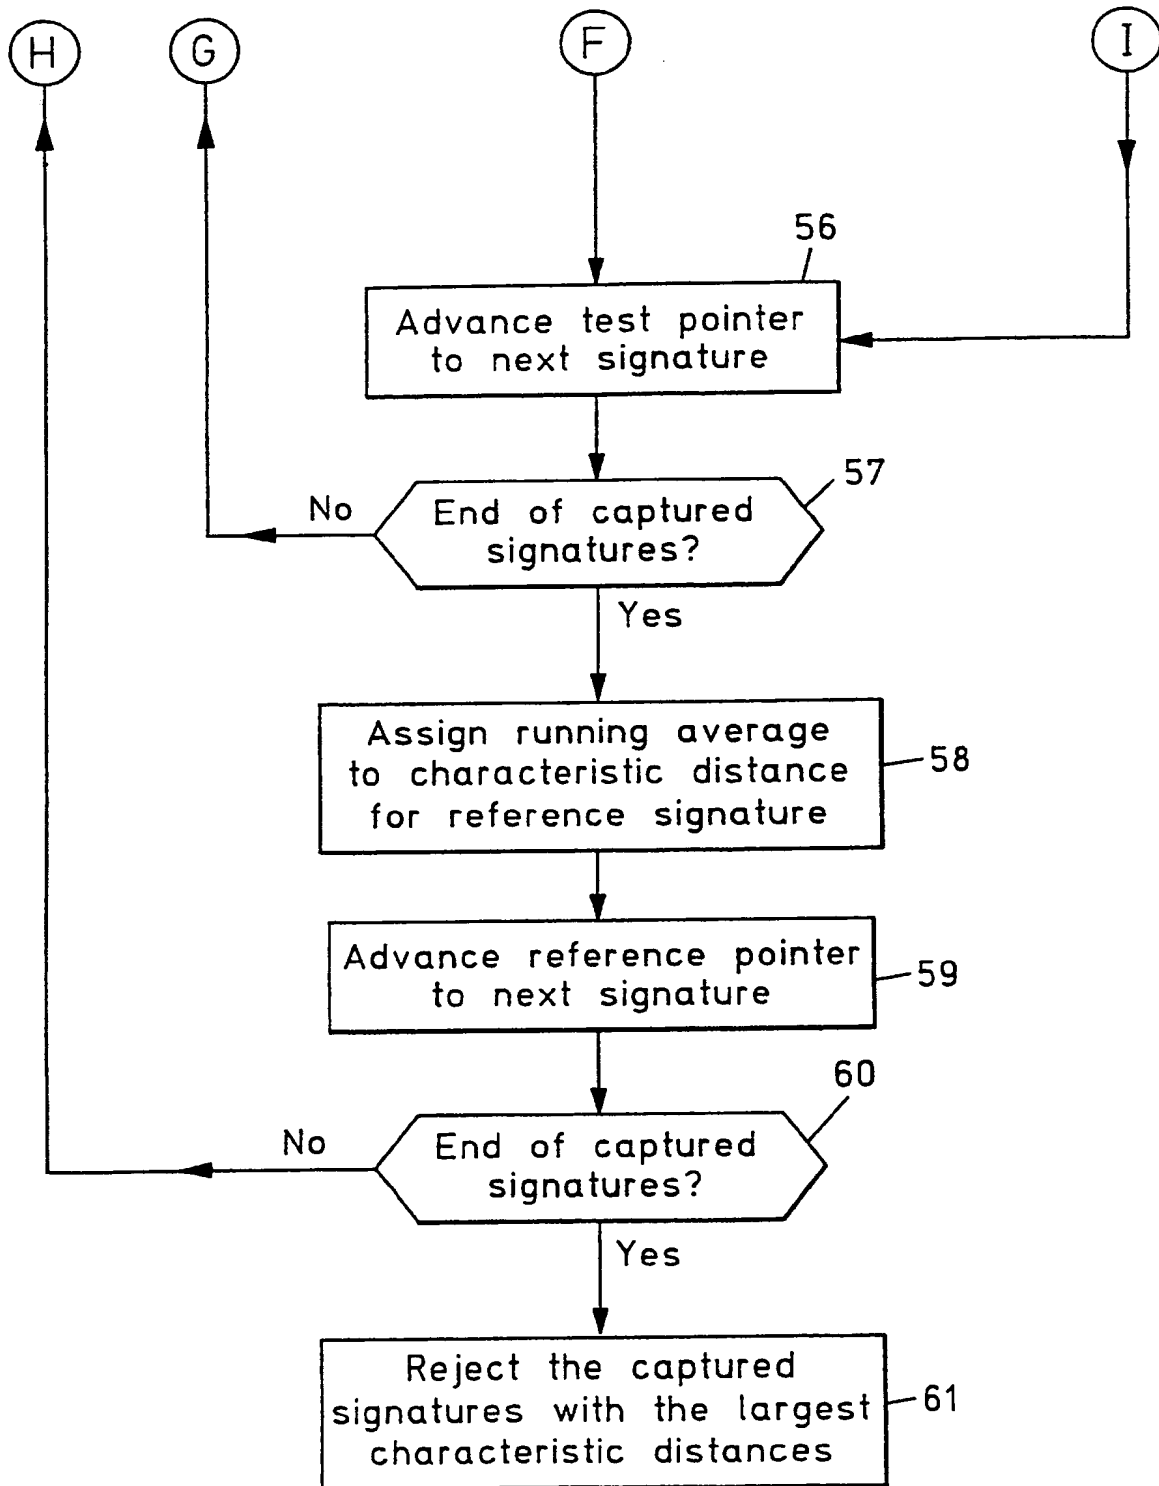 H
G
F
I
56
Advance test pointer
to next signature
57
No
End of captured
signatures?
Yes
Assign running average
to characteristic distance
for reference signature
58
Advance reference pointer
to next signature
59
60
No
End of captured
signatures?
Yes
Reject the captured
signatures with the largest
characteristic distances
61